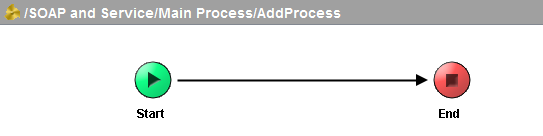 /SOAP and Service/Main Process/AddProcess
Start
End